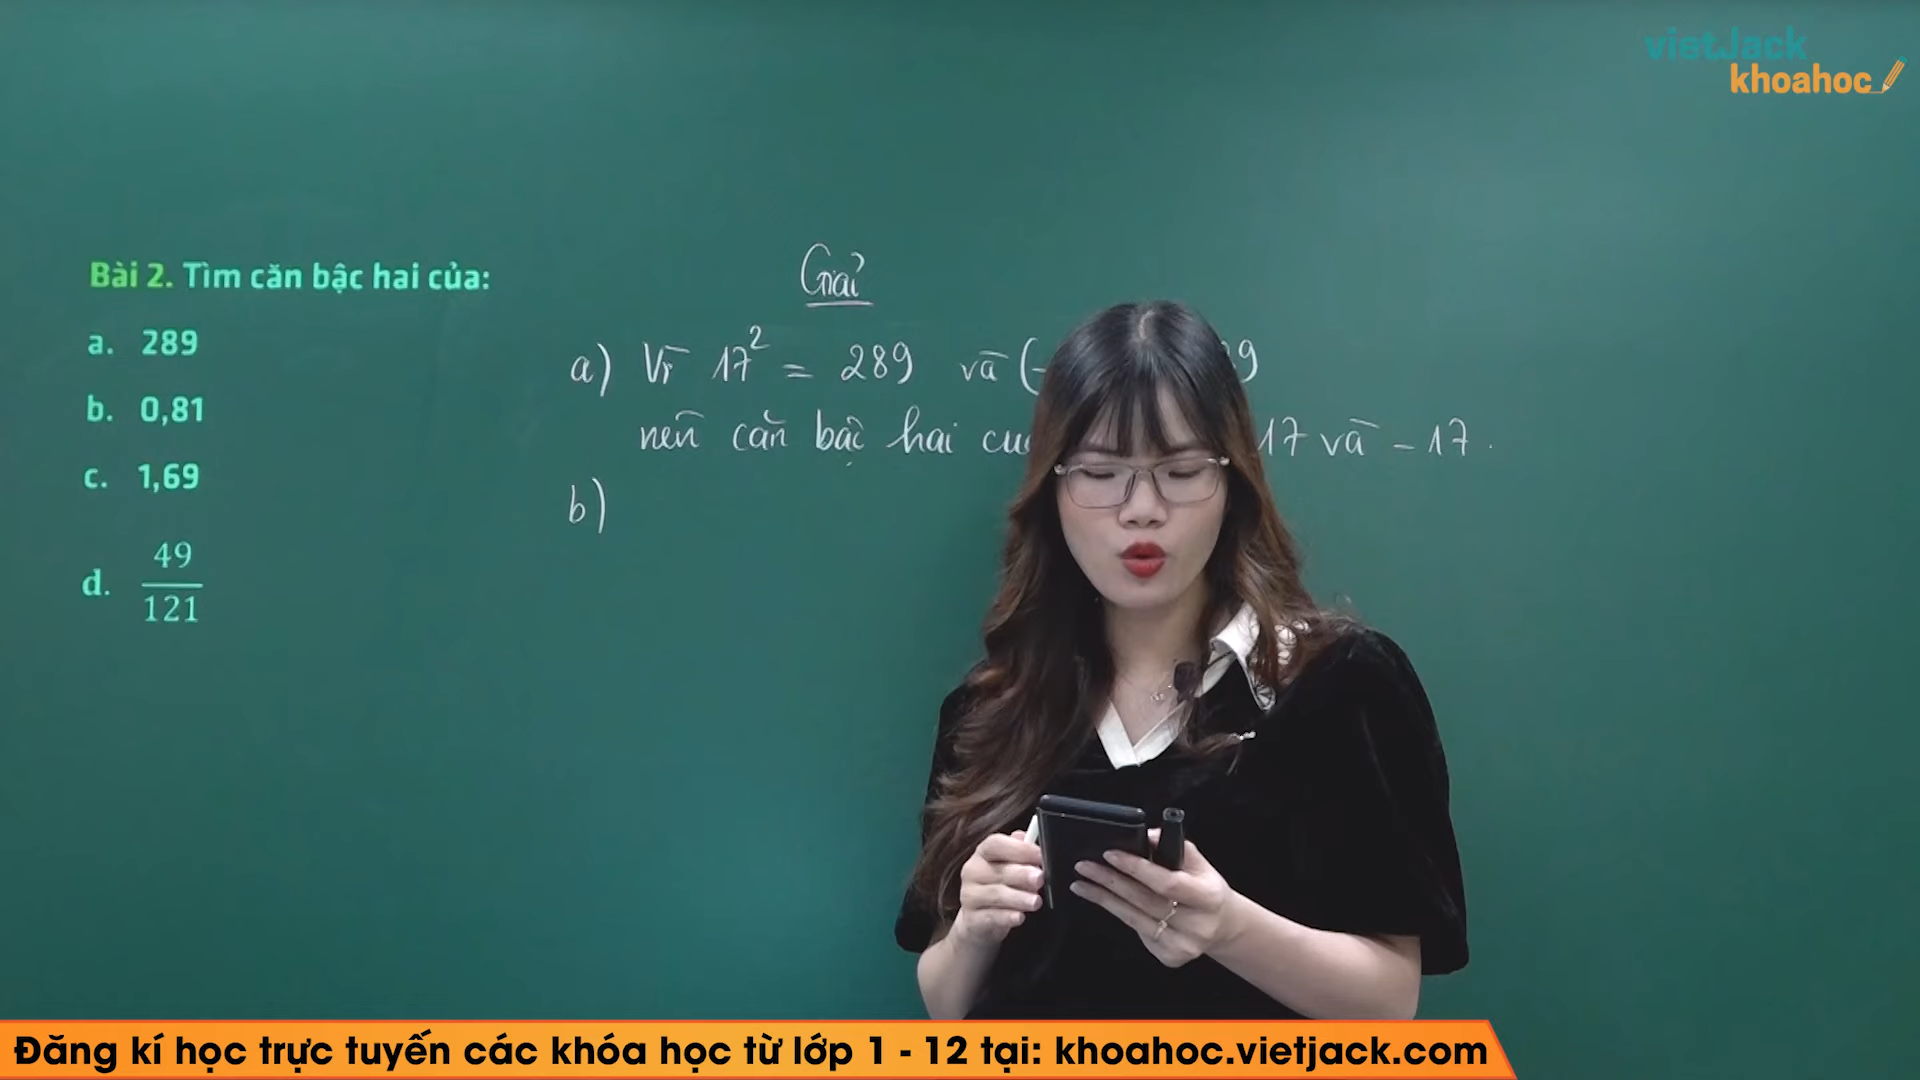 vietJack
khoahoc
Bài 2. Tìm căn bậc hai của:
a. 289
b. 0,81
c. 1,69
d. 49/121
Giải
a) Vì 17² = 289 và (- 9
nên căn bậc hai 17 và -17.
b)
Đăng kí học trực tuyến các khóa học từ lớp 1 - 12 tại: khoahoc.vietjack.com